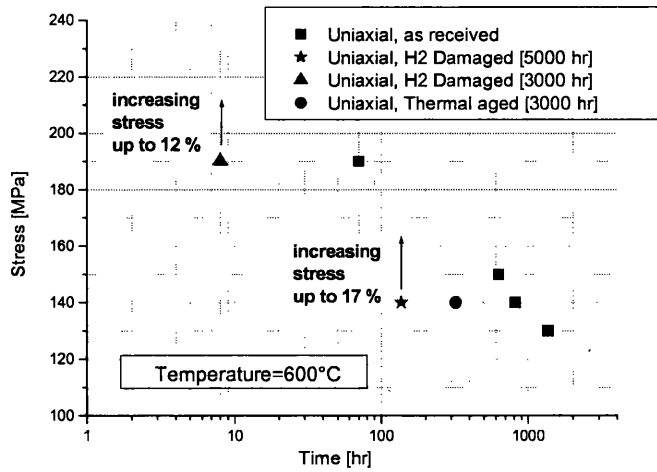 Uniaxial, as received
Uniaxial, H2 Damaged [5000 hr]
Uniaxial, H2 Damaged [3000 hr]
Uniaxial, Thermal aged [3000 hr]
increasing
stress
up to 12 %
increasing
stress
up to 17 %
Temperature=600°C
Stress [MPa]
240
220
200
180
160
140
120
100
1
10
100
1000
Time [hr]